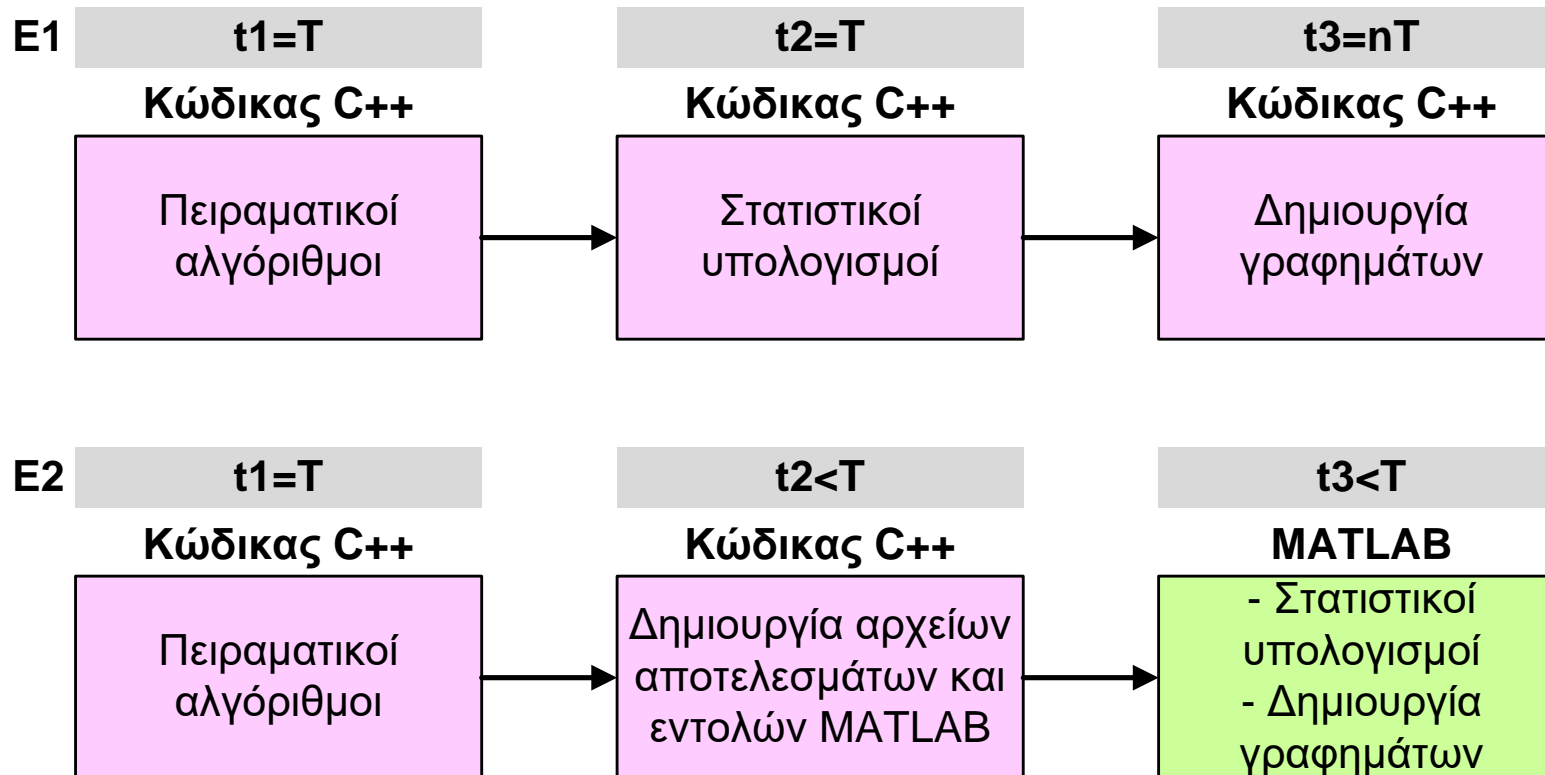 E1 t1=T t2=T t3=nT
Κώδικας C++ Κώδικας C++ Κώδικας C++
Πειραματικοί
αλγόριθμοι
Στατιστικοί
υπολογισμοί
Δημιουργία
γραφημάτων
E2 t1=T t2<T t3<T
Κώδικας C++ Κώδικας C++ MATLAB
Πειραματικοί
αλγόριθμοι
Δημιουργία αρχείων
αποτελεσμάτων και
εντολών MATLAB
- Στατιστικοί
υπολογισμοί
- Δημιουργία
γραφημάτων